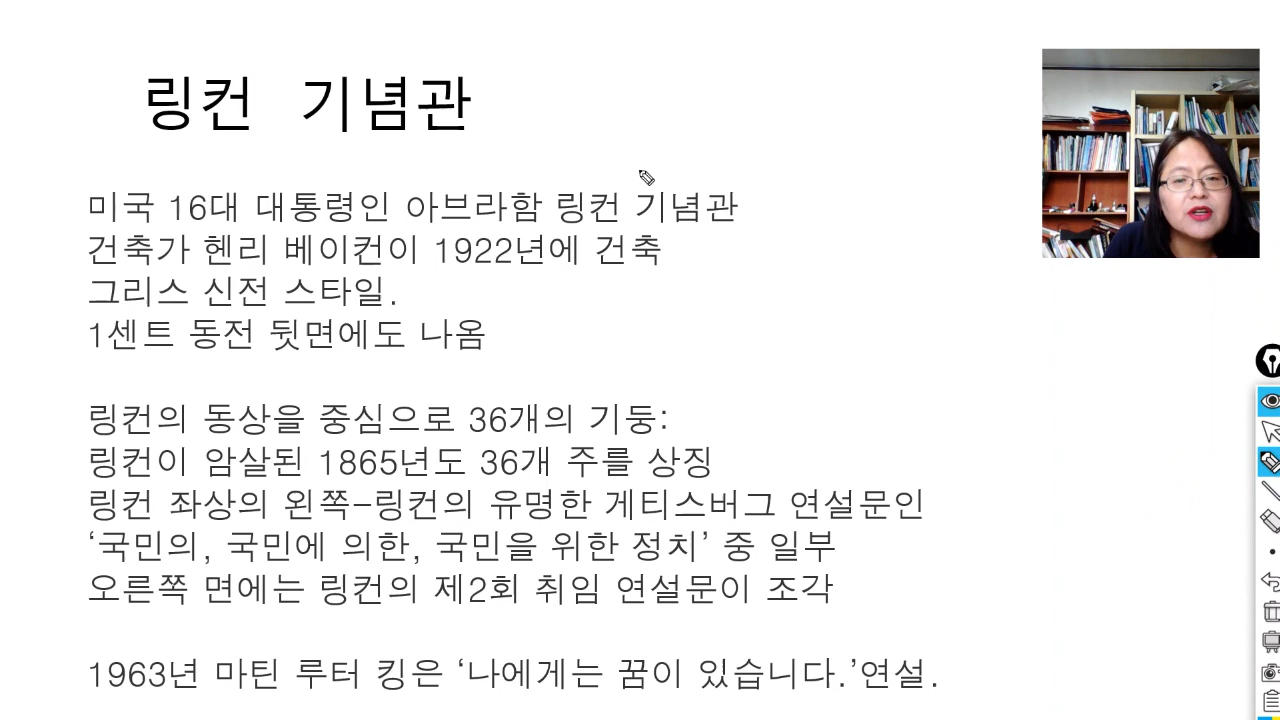 링컨 기념관
미국 16대 대통령인 아브라함 링컨 기념관
건축가 헨리 베이컨이 1922년에 건축
그리스 신전 스타일.
1센트 동전 뒷면에도 나옴
링컨의 동상을 중심으로 36개의 기둥:
링컨이 암살된 1865년도 36개 주를 상징
링컨 좌상의 왼쪽-링컨의 유명한 게티스버그 연설문인
‘국민의, 국민에 의한, 국민을 위한 정치’ 중 일부
오른쪽 면에는 링컨의 제2회 취임 연설문이 조각
1963년 마틴 루터 킹은 ‘나에게는 꿈이 있습니다.’연설.